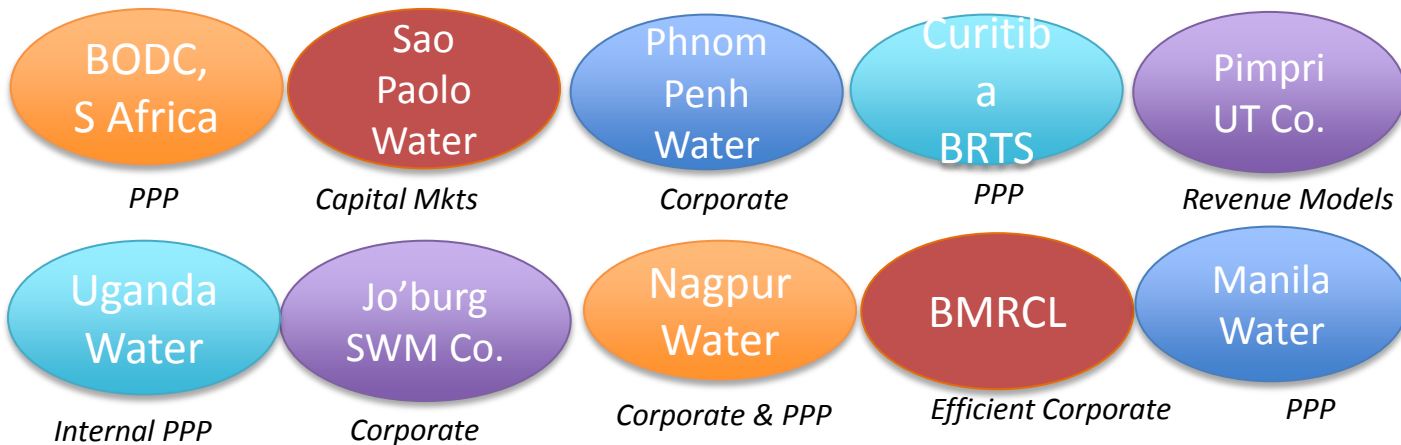 BODC,
S Africa
Sao
Paolo
Water
Phnom
Penh
Water
Curitib
a
BRTS
Pimpri
UT Co.
PPP
Capital Mkts
Corporate
PPP
Revenue Models
Uganda
Water
Jo’burg
SWM Co.
Nagpur
Water
BMRCL
Manila
Water
Internal PPP
Corporate
Corporate & PPP
Efficient Corporate
PPP